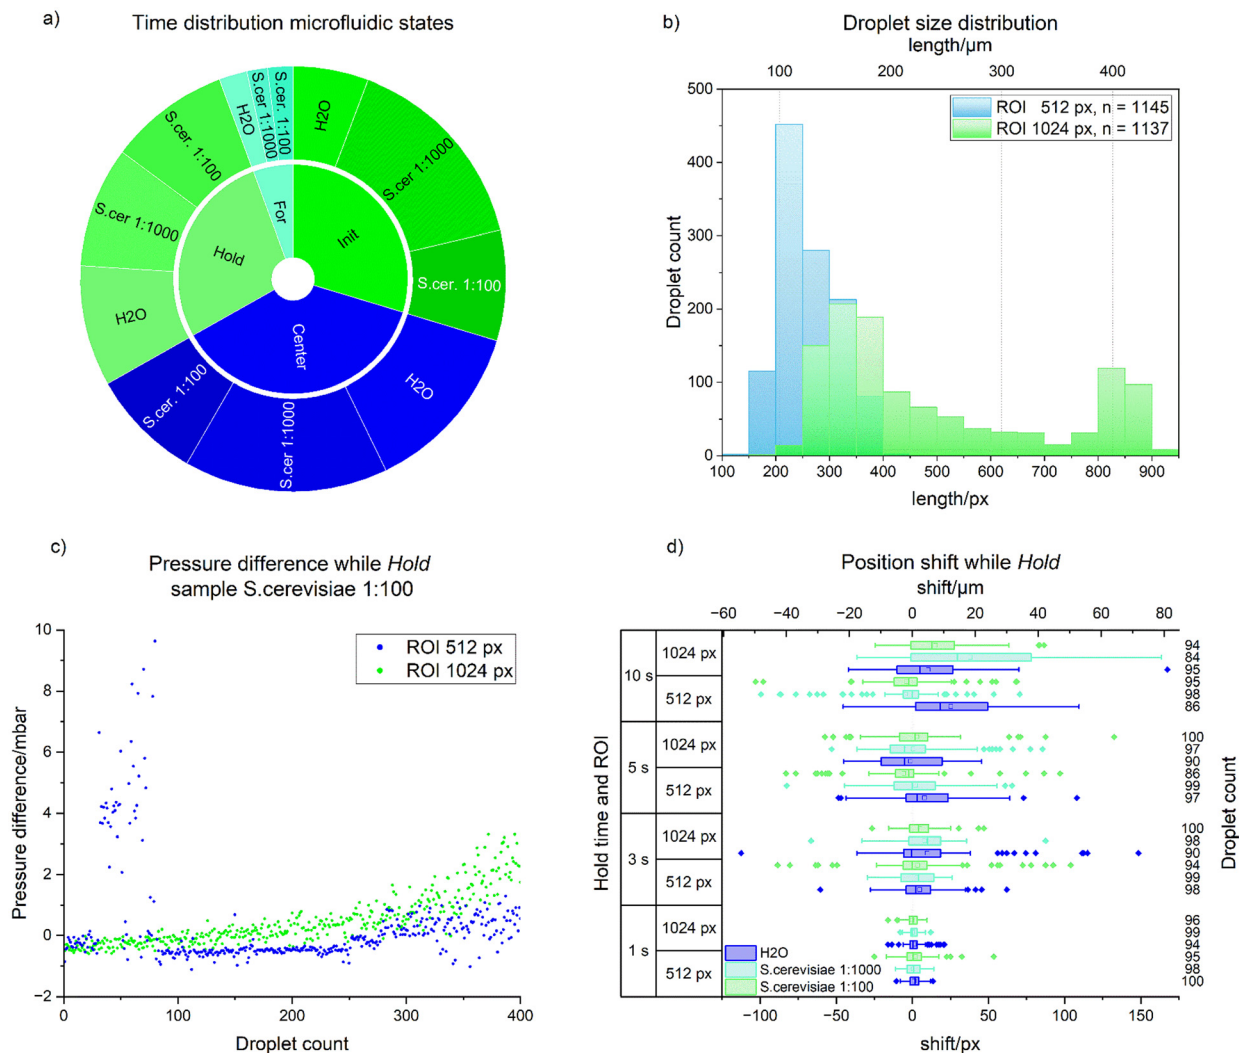 a)
Time distribution microfluidic states
H2O
S.cer 1:1000
S.cer. 1:100
H2O
S.cer 1:1000
S.cer. 1:100
H2O
S.cer 1:1000
S.cer. 1:100
H2O
S.cer 1:1000
S.cer. 1:100
Init
Center
Hold
For
b)
Droplet size distribution
length/µm
100 200 300 400
500
400
300
200
100
0
Droplet count
ROI 512 px, n = 1145
ROI 1024 px, n = 1137
100 200 300 400 500 600 700 800 900
length/px
c)
Pressure difference while Hold
sample S.cerevisiae 1:100
10
8
6
4
2
0
−2
Pressure difference/mbar
ROI 512 px
ROI 1024 px
0 100 200 300 400
Droplet count
d)
Position shift while Hold
shift/µm
−60 −40 −20 0 20 40 60 80
Hold time and ROI
10 s
1024 px
512 px
5 s
1024 px
512 px
3 s
1024 px
512 px
1 s
1024 px
512 px
94
84
95
95
98
86
100
97
90
86
99
97
100
98
90
94
99
98
96
99
94
95
98
100
Droplet count
H2O
S.cerevisiae 1:1000
S.cerevisiae 1:100
−100 −50 0 50 100 150
shift/px